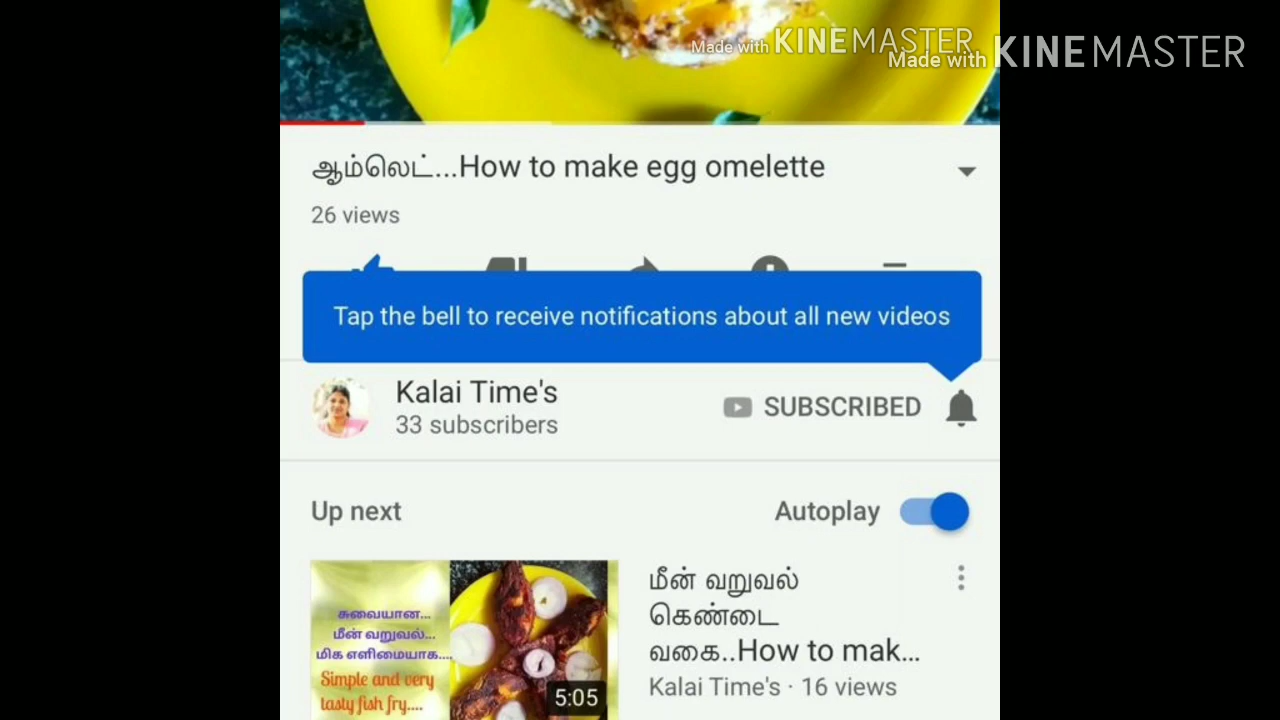 Made with KINEMASTER
Made with KINEMASTER
ஆம்லெட்...How to make egg omelette
26 views
Tap the bell to receive notifications about all new videos
Kalai Time's
SUBSCRIBED
33 subscribers
Up next
Autoplay
சுவையான...
மீன் வறுவல்...
மிக எளிமையாக....
Simple and very
tasty fish fry....
5:05
மீன் வறுவல்
கெண்டை
வகை..How to mak...
Kalai Time's · 16 views